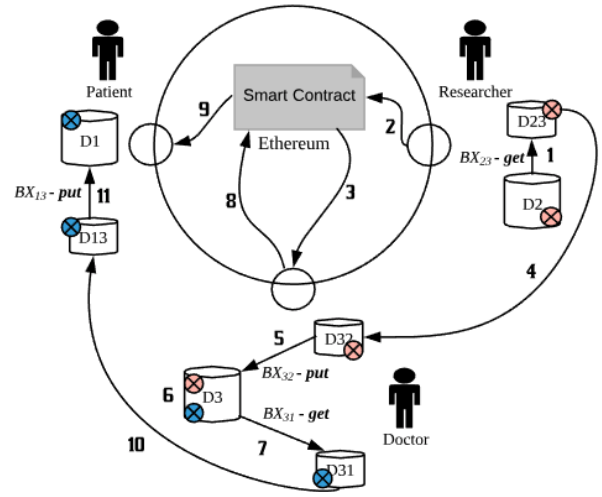 Patient
Researcher
Smart Contract
Ethereum
9
2
8
3
D1
BX13 - put
11
D13
D23
BX23 - get
1
D2
4
D32
5
BX32 - put
6
D3
BX31 - get
7
Doctor
10
D31